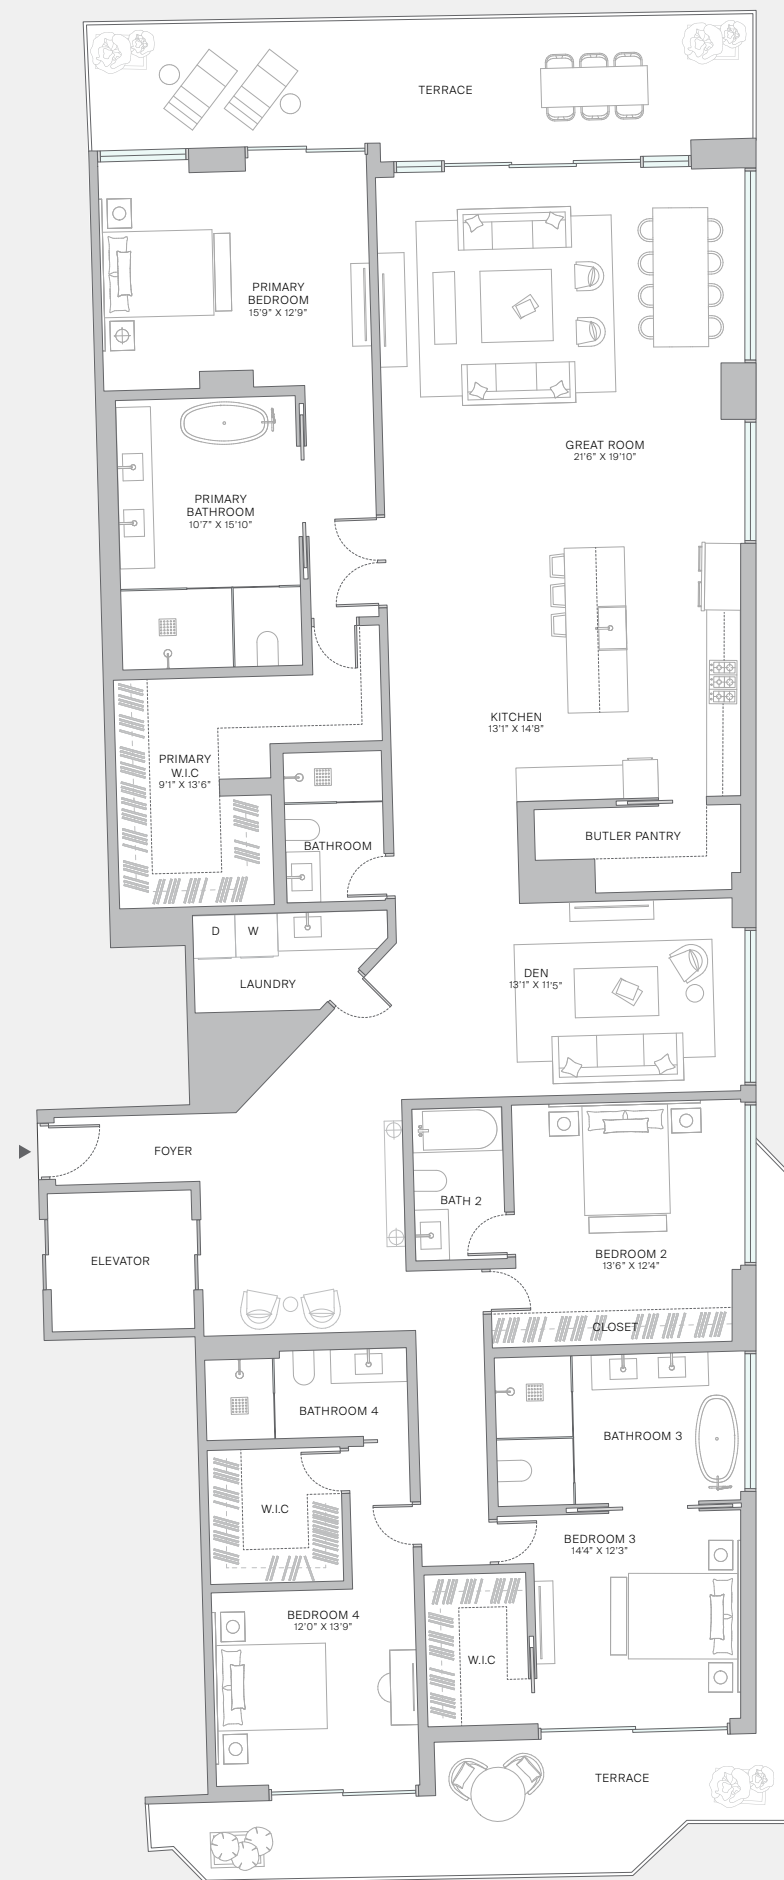 TERRACE
PRIMARY
BEDROOM
15'9" X 12'9"
GREAT ROOM
21'6" X 19'10"
PRIMARY
BATHROOM
10'7" X 15'10"
KITCHEN
13'1" X 14'8"
PRIMARY
W.I.C
9'1" X 13'6"
BATHROOM
BUTLER PANTRY
D
W
LAUNDRY
DEN
13'1" X 11'5"
FOYER
BATH 2
ELEVATOR
BEDROOM 2
13'6" X 12'4"
CLOSET
BATHROOM 4
BATHROOM 3
W.I.C
BEDROOM 3
14'4" X 12'3"
BEDROOM 4
12'0" X 13'9"
W.I.C
TERRACE